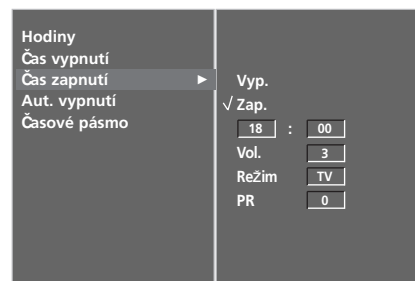 Hodiny
Čas vypnutí
Čas zapnutí ►
Aut. vypnutí
Časové pásmo
Vyp.
√ Zap.
18 : 00
Vol. 3
Režim TV
PR 0